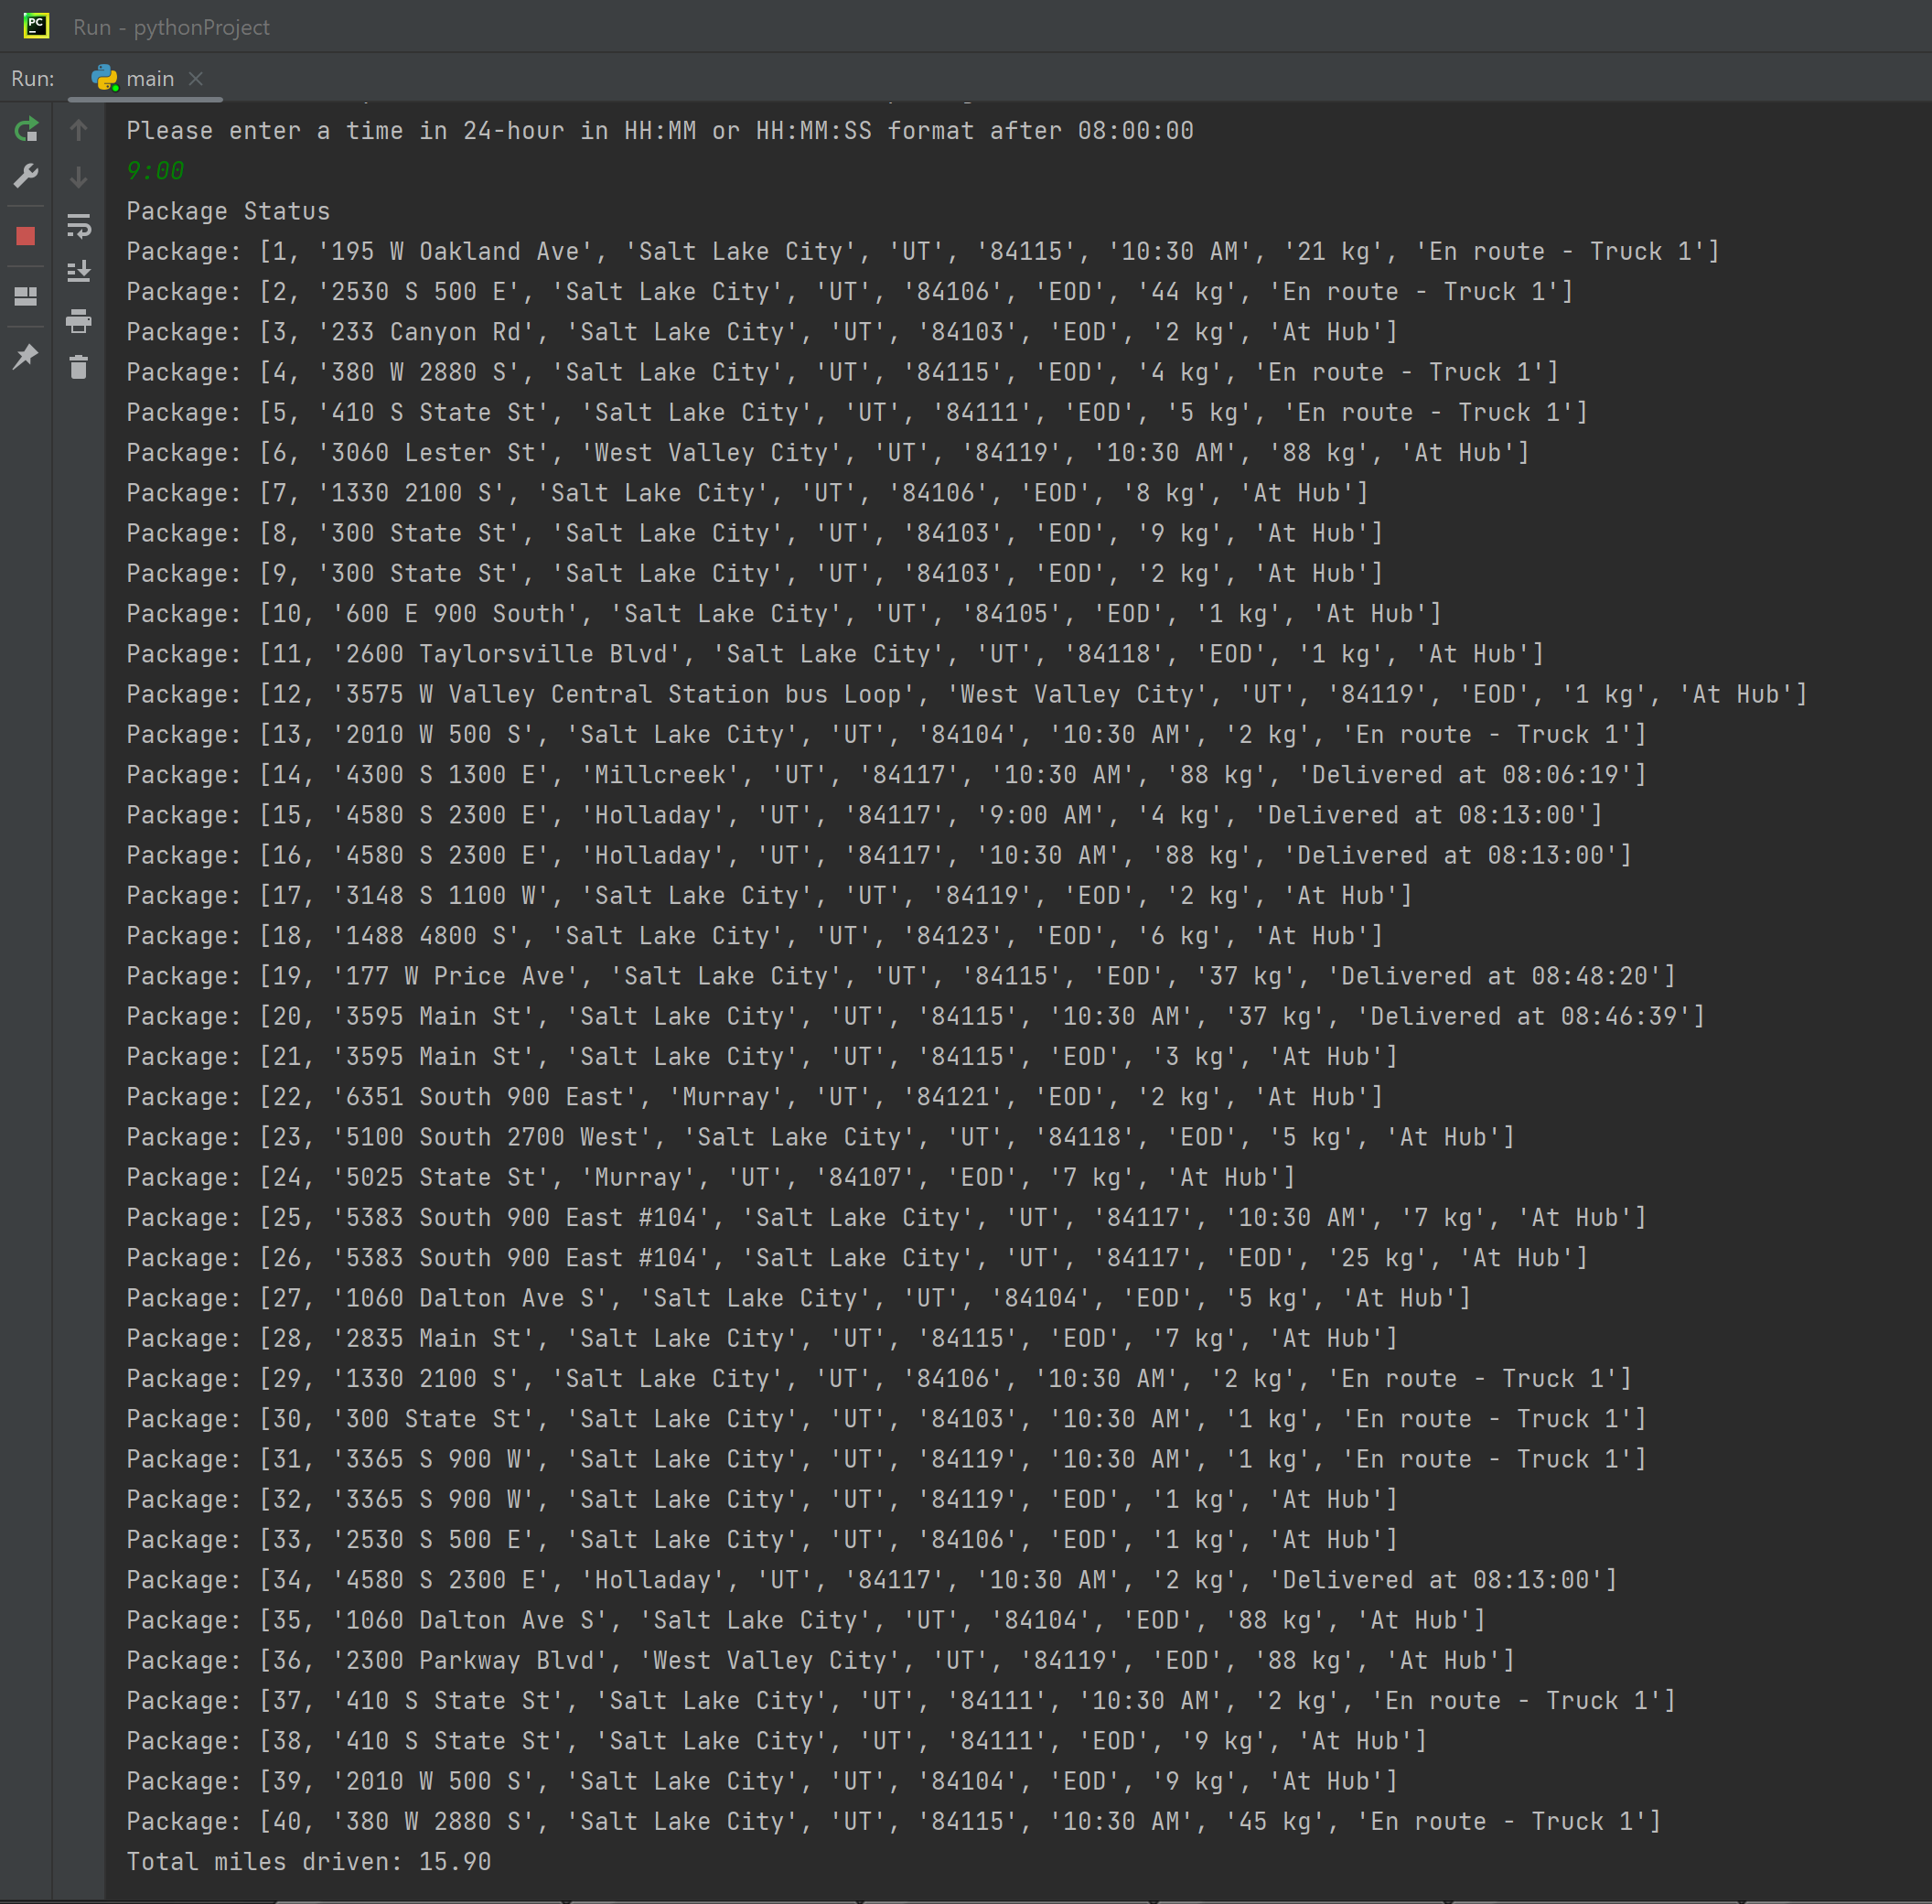 PC
Run - pythonProject
Run: main
Please enter a time in 24-hour in HH:MM or HH:MM:SS format after 08:00:00
9:00
Package Status
Package: [1, '195 W Oakland Ave', 'Salt Lake City', 'UT', '84115', '10:30 AM', '21 kg', 'En route - Truck 1']
Package: [2, '2530 S 500 E', 'Salt Lake City', 'UT', '84106', 'EOD', '44 kg', 'En route - Truck 1']
Package: [3, '233 Canyon Rd', 'Salt Lake City', 'UT', '84103', 'EOD', '2 kg', 'At Hub']
Package: [4, '380 W 2880 S', 'Salt Lake City', 'UT', '84115', 'EOD', '4 kg', 'En route - Truck 1']
Package: [5, '410 S State St', 'Salt Lake City', 'UT', '84111', 'EOD', '5 kg', 'En route - Truck 1']
Package: [6, '3060 Lester St', 'West Valley City', 'UT', '84119', '10:30 AM', '88 kg', 'At Hub']
Package: [7, '1330 2100 S', 'Salt Lake City', 'UT', '84106', 'EOD', '8 kg', 'At Hub']
Package: [8, '300 State St', 'Salt Lake City', 'UT', '84103', 'EOD', '9 kg', 'At Hub']
Package: [9, '300 State St', 'Salt Lake City', 'UT', '84103', 'EOD', '2 kg', 'At Hub']
Package: [10, '600 E 900 South', 'Salt Lake City', 'UT', '84105', 'EOD', '1 kg', 'At Hub']
Package: [11, '2600 Taylorsville Blvd', 'Salt Lake City', 'UT', '84118', 'EOD', '1 kg', 'At Hub']
Package: [12, '3575 W Valley Central Station bus Loop', 'West Valley City', 'UT', '84119', 'EOD', '1 kg', 'At Hub']
Package: [13, '2010 W 500 S', 'Salt Lake City', 'UT', '84104', '10:30 AM', '2 kg', 'En route - Truck 1']
Package: [14, '4300 S 1300 E', 'Millcreek', 'UT', '84117', '10:30 AM', '88 kg', 'Delivered at 08:06:19']
Package: [15, '4580 S 2300 E', 'Holladay', 'UT', '84117', '9:00 AM', '4 kg', 'Delivered at 08:13:00']
Package: [16, '4580 S 2300 E', 'Holladay', 'UT', '84117', '10:30 AM', '88 kg', 'Delivered at 08:13:00']
Package: [17, '3148 S 1100 W', 'Salt Lake City', 'UT', '84119', 'EOD', '2 kg', 'At Hub']
Package: [18, '1488 4800 S', 'Salt Lake City', 'UT', '84123', 'EOD', '6 kg', 'At Hub']
Package: [19, '177 W Price Ave', 'Salt Lake City', 'UT', '84115', 'EOD', '37 kg', 'Delivered at 08:48:20']
Package: [20, '3595 Main St', 'Salt Lake City', 'UT', '84115', '10:30 AM', '37 kg', 'Delivered at 08:46:39']
Package: [21, '3595 Main St', 'Salt Lake City', 'UT', '84115', 'EOD', '3 kg', 'At Hub']
Package: [22, '6351 South 900 East', 'Murray', 'UT', '84121', 'EOD', '2 kg', 'At Hub']
Package: [23, '5100 South 2700 West', 'Salt Lake City', 'UT', '84118', 'EOD', '5 kg', 'At Hub']
Package: [24, '5025 State St', 'Murray', 'UT', '84107', 'EOD', '7 kg', 'At Hub']
Package: [25, '5383 South 900 East #104', 'Salt Lake City', 'UT', '84117', '10:30 AM', '7 kg', 'At Hub']
Package: [26, '5383 South 900 East #104', 'Salt Lake City', 'UT', '84117', 'EOD', '25 kg', 'At Hub']
Package: [27, '1060 Dalton Ave S', 'Salt Lake City', 'UT', '84104', 'EOD', '5 kg', 'At Hub']
Package: [28, '2835 Main St', 'Salt Lake City', 'UT', '84115', 'EOD', '7 kg', 'At Hub']
Package: [29, '1330 2100 S', 'Salt Lake City', 'UT', '84106', '10:30 AM', '2 kg', 'En route - Truck 1']
Package: [30, '300 State St', 'Salt Lake City', 'UT', '84103', '10:30 AM', '1 kg', 'En route - Truck 1']
Package: [31, '3365 S 900 W', 'Salt Lake City', 'UT', '84119', '10:30 AM', '1 kg', 'En route - Truck 1']
Package: [32, '3365 S 900 W', 'Salt Lake City', 'UT', '84119', 'EOD', '1 kg', 'At Hub']
Package: [33, '2530 S 500 E', 'Salt Lake City', 'UT', '84106', 'EOD', '1 kg', 'At Hub']
Package: [34, '4580 S 2300 E', 'Holladay', 'UT', '84117', '10:30 AM', '2 kg', 'Delivered at 08:13:00']
Package: [35, '1060 Dalton Ave S', 'Salt Lake City', 'UT', '84104', 'EOD', '88 kg', 'At Hub']
Package: [36, '2300 Parkway Blvd', 'West Valley City', 'UT', '84119', 'EOD', '88 kg', 'At Hub']
Package: [37, '410 S State St', 'Salt Lake City', 'UT', '84111', '10:30 AM', '2 kg', 'En route - Truck 1']
Package: [38, '410 S State St', 'Salt Lake City', 'UT', '84111', 'EOD', '9 kg', 'At Hub']
Package: [39, '2010 W 500 S', 'Salt Lake City', 'UT', '84104', 'EOD', '9 kg', 'At Hub']
Package: [40, '380 W 2880 S', 'Salt Lake City', 'UT', '84115', '10:30 AM', '45 kg', 'En route - Truck 1']
Total miles driven: 15.90